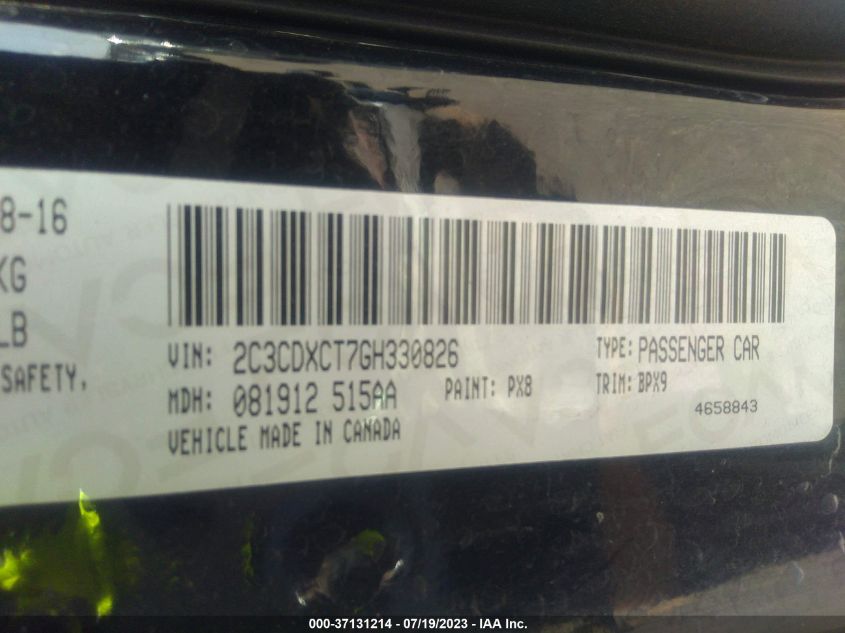 8-16
KG
LB
SAFETY,
VIN: 2C3CDXCT7GH330826 TYPE: PASSENGER CAR
MDH: 081912 515AA PAINT: PX8 TRIM: BPX9
VEHICLE MADE IN CANADA 4658843
000-37131214 - 07/19/2023 - IAA Inc.